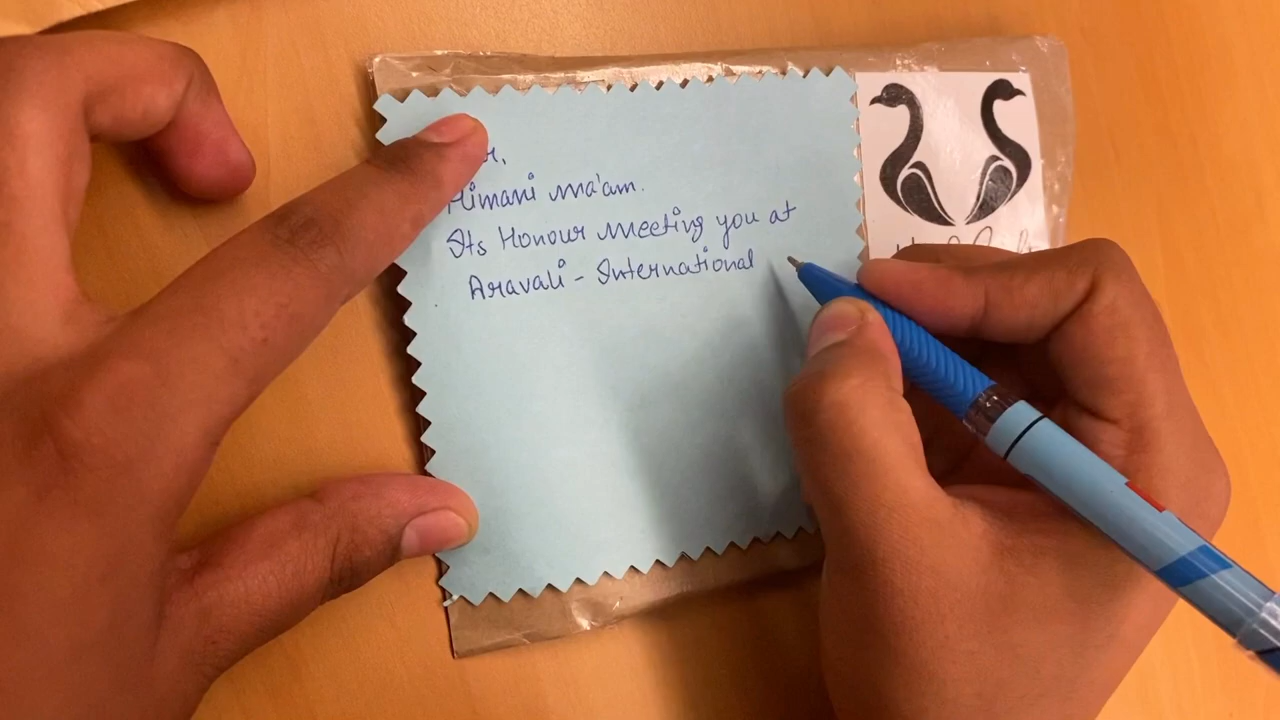 Himani ma'am.
Its Honour meeting you at
Aravali - International